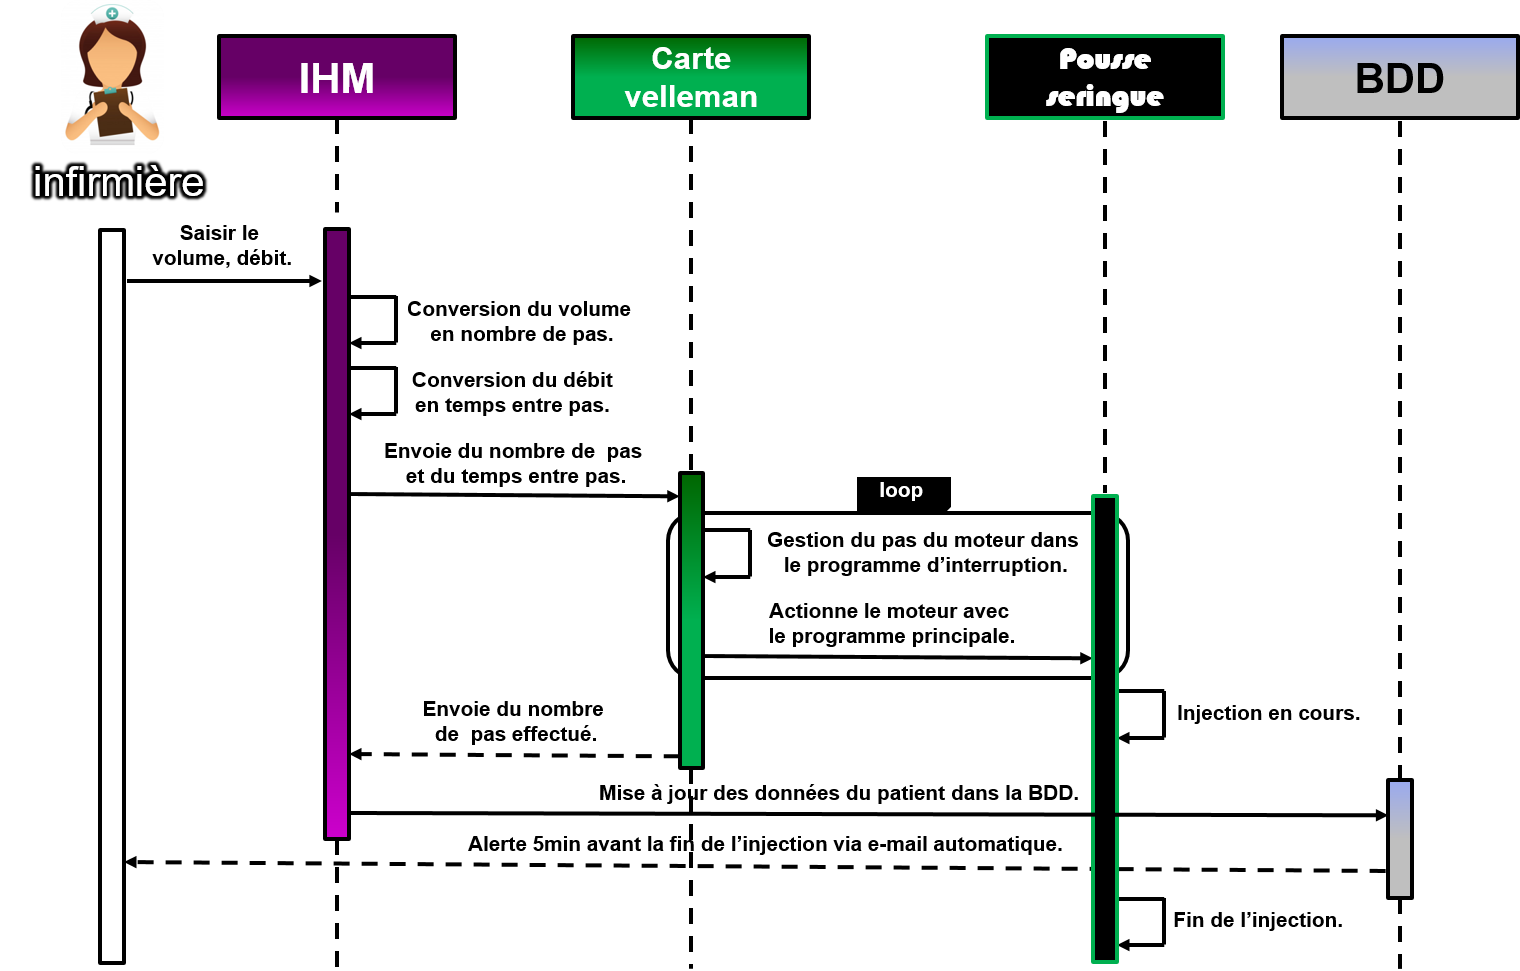 infirmière
IHM
Carte
velleman
Pousse
seringue
BDD
Saisir le
volume, débit.
Conversion du volume
en nombre de pas.
Conversion du débit
en temps entre pas.
Envoie du nombre de  pas
et du temps entre pas.
loop
Gestion du pas du moteur dans
le programme d’interruption.
Actionne le moteur avec
le programme principale.
Injection en cours.
Envoie du nombre
de  pas effectué.
Mise à jour des données du patient dans la BDD.
Alerte 5min avant la fin de l’injection via e-mail automatique.
Fin de l’injection.